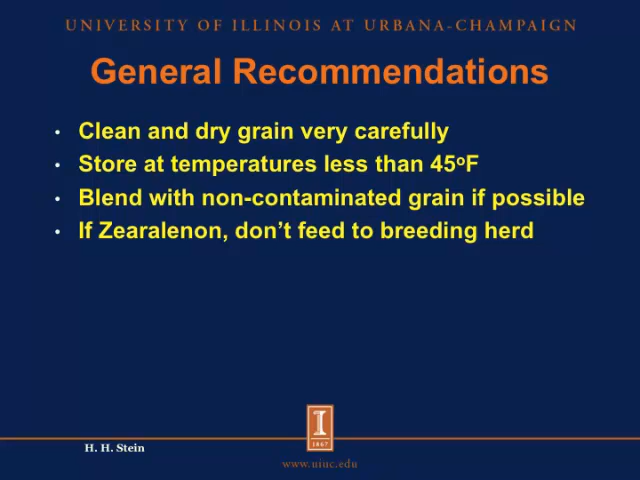 UNIVERSITY OF ILLINOIS AT URBANA-CHAMPAIGN
General Recommendations
• Clean and dry grain very carefully
• Store at temperatures less than 45ºF
• Blend with non-contaminated grain if possible
• If Zearalenon, don’t feed to breeding herd
I
1867
H. H. Stein
www.uiuc.edu